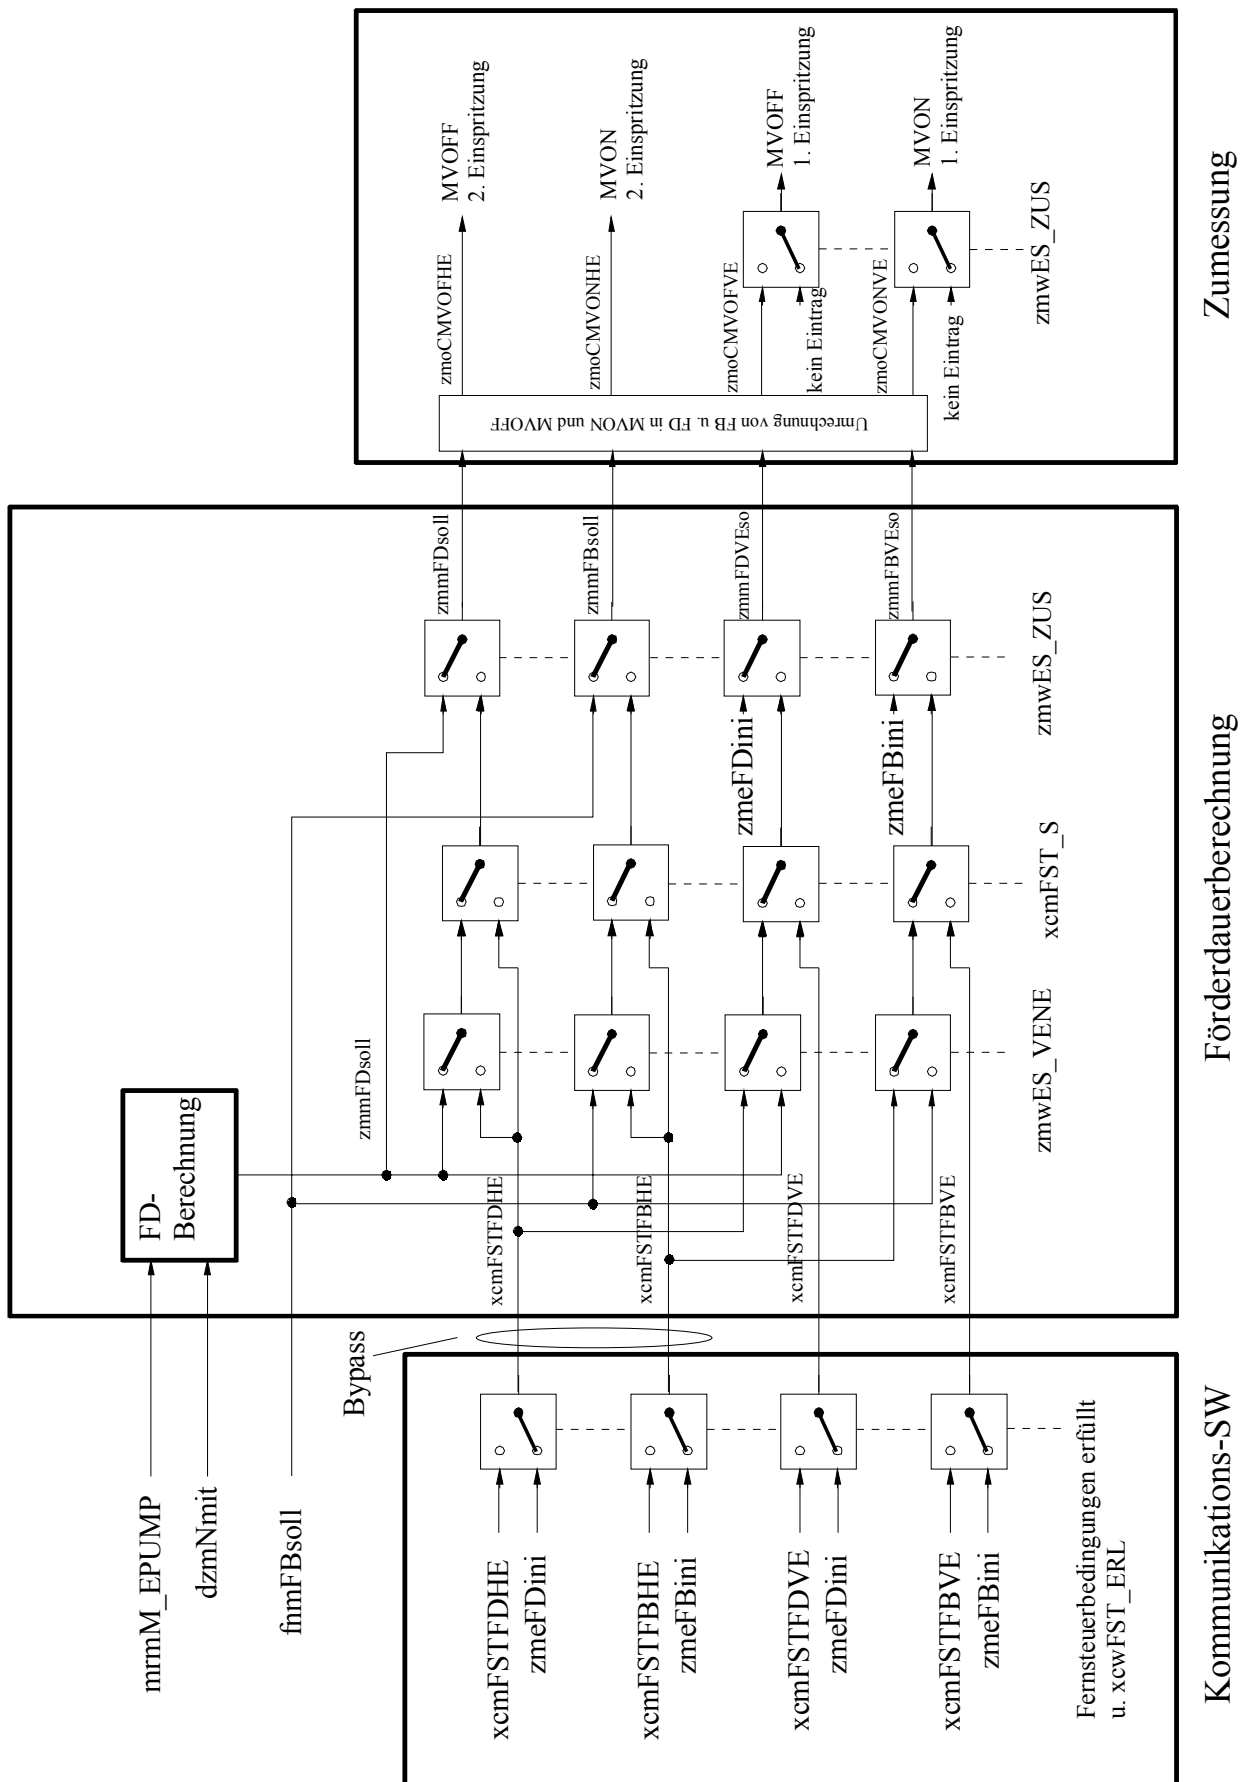 mrmM_EPUMP
dzmNmit
fnmFBsoll
xcmFSTFDHE
zmeFDini
xcmFSTFBHE
zmeFBini
xcmFSTFDVE
zmeFDini
xcmFSTFBVE
zmeFBini
Fernsteuerbedingungen erfüllt
u. xcwFST_ERL
Kommunikations-SW
Bypass
FD-
Berechnung
zmmFDsoll
xcmFSTFDHE
xcmFSTFBHE
xcmFSTFDVE
xcmFSTFBVE
zmwES_VENE
xcmFST_S
zmeFDini
zmeFBini
zmwES_ZUS
zmmFDsoll
zmmFBsoll
zmmFDVEso
zmmFBVEso
Förderdauerberechnung
Umrechnung von FB u. FD in MVON und MVOFF
zmoCMVOFHE
zmoCMVONHE
zmoCMVOFVE
kein Eintrag
zmoCMVONVE
kein Eintrag
MVOFF
2. Einspritzung
MVON
2. Einspritzung
MVOFF
1. Einspritzung
MVON
1. Einspritzung
zmwES_ZUS
Zumessung